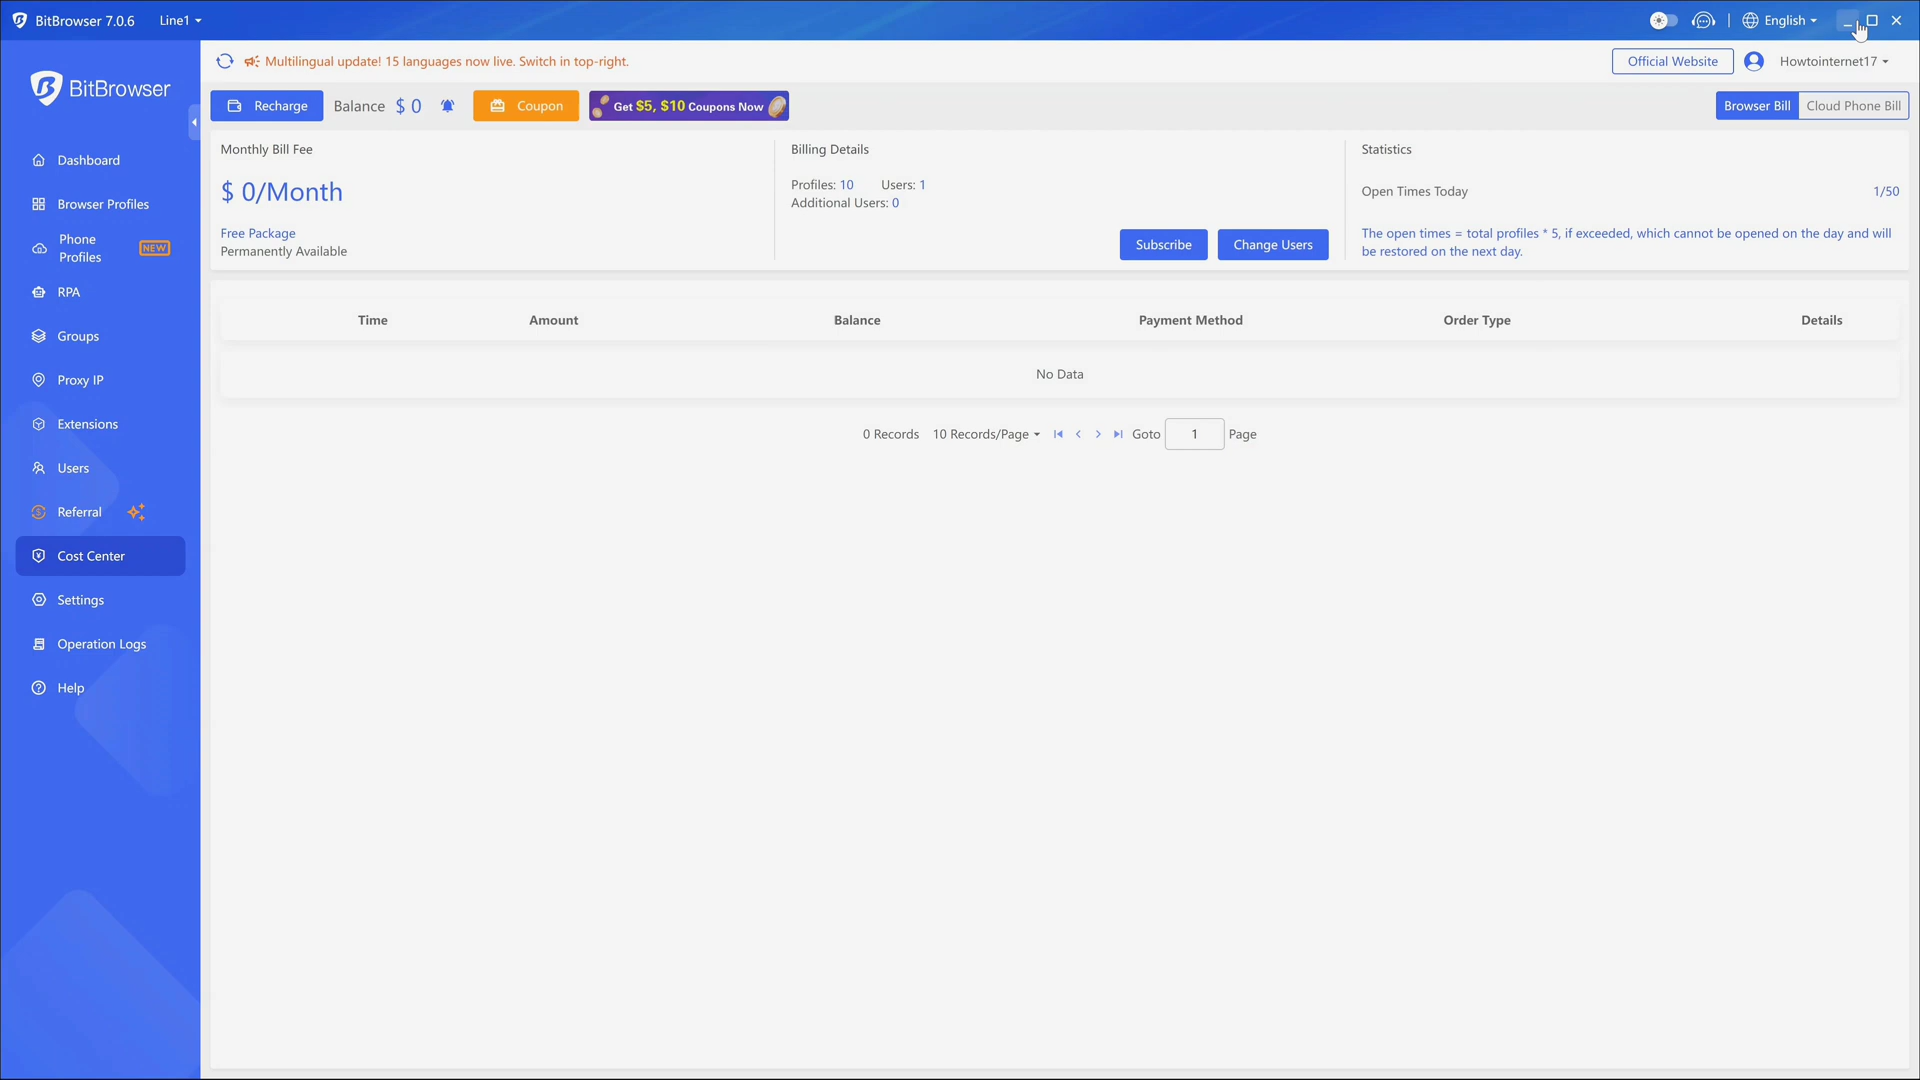 BitBrowser 7.0.6 Line1
English
BitBrowser
Dashboard
Browser Profiles
Phone
Profiles
NEW
RPA
Groups
Proxy IP
Extensions
Users
Referral
Cost Center
Settings
Operation Logs
Help
Multilingual update! 15 languages now live. Switch in top-right.
Official Website
Howtointernet17
Recharge
Balance $ 0
Coupon
Get $5, $10 Coupons Now
Browser Bill
Cloud Phone Bill
Monthly Bill Fee
$ 0/Month
Free Package
Permanently Available
Billing Details
Profiles: 10 Users: 1
Additional Users: 0
Subscribe
Change Users
Statistics
Open Times Today 1/50
The open times = total profiles * 5, if exceeded, which cannot be opened on the day and will
be restored on the next day.
Time Amount Balance Payment Method Order Type Details
No Data
0 Records 10 Records/Page Goto 1 Page